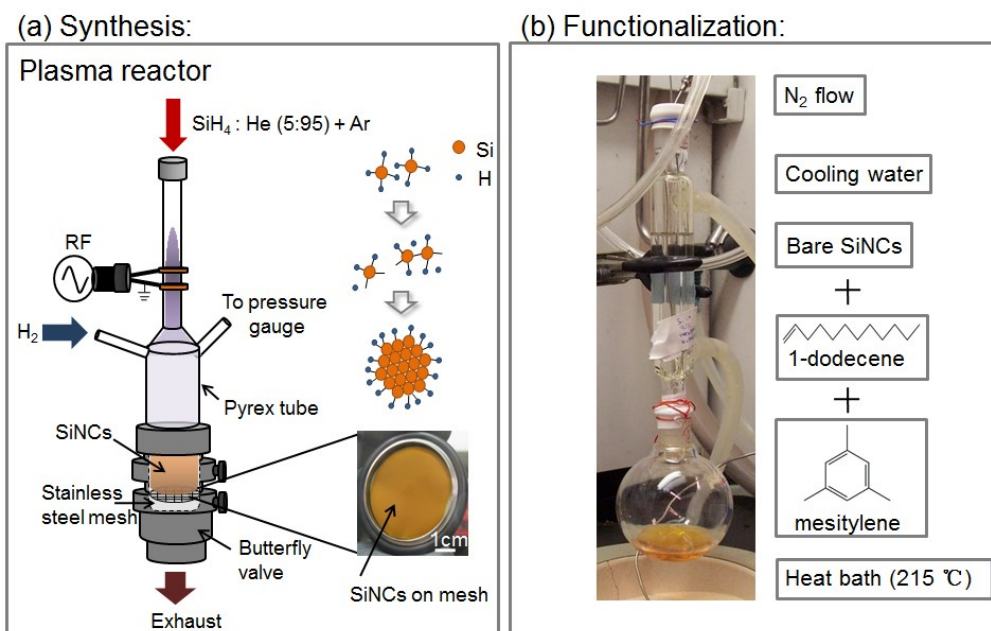 (a) Synthesis:
Plasma reactor
SiH₄ : He (5:95) + Ar
Si
H
RF
To pressure
gauge
H₂
Pyrex tube
SiNCs
Stainless
steel mesh
Butterfly
valve
1cm
SiNCs on mesh
Exhaust
(b) Functionalization:
N₂ flow
Cooling water
Bare SiNCs
+
1-dodecene
+
mesitylene
Heat bath (215 ℃)